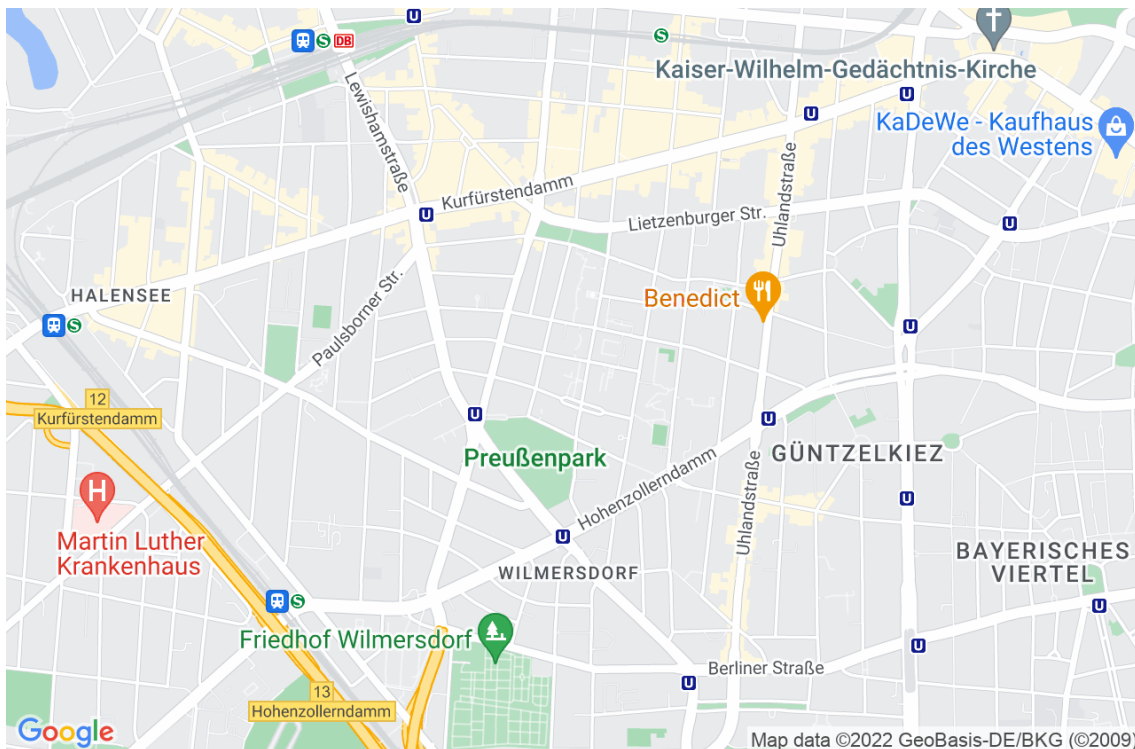 U
S
DB
S
Kaiser-Wilhelm-Gedächtnis-Kirche
U
U
KaDeWe - Kaufhaus
des Westens
Lewishamstraße
Kurfürstendamm
U
Lietzenburger Str.
Uhlandstraße
U
HALENSEE
Paulsborner Str.
Benedict
S
U
12
Kurfürstendamm
U
U
Preußenpark
GÜNTZELKIEZ
Hohenzollerndamm
Uhlandstraße
H
U
Martin Luther
Krankenhaus
U
BAYERISCHES
VIERTEL
WILMERSDORF
S
U
Friedhof Wilmersdorf
U
Berliner Straße
U
13
Hohenzollerndamm
Google
Map data ©2022 GeoBasis-DE/BKG (©2009)